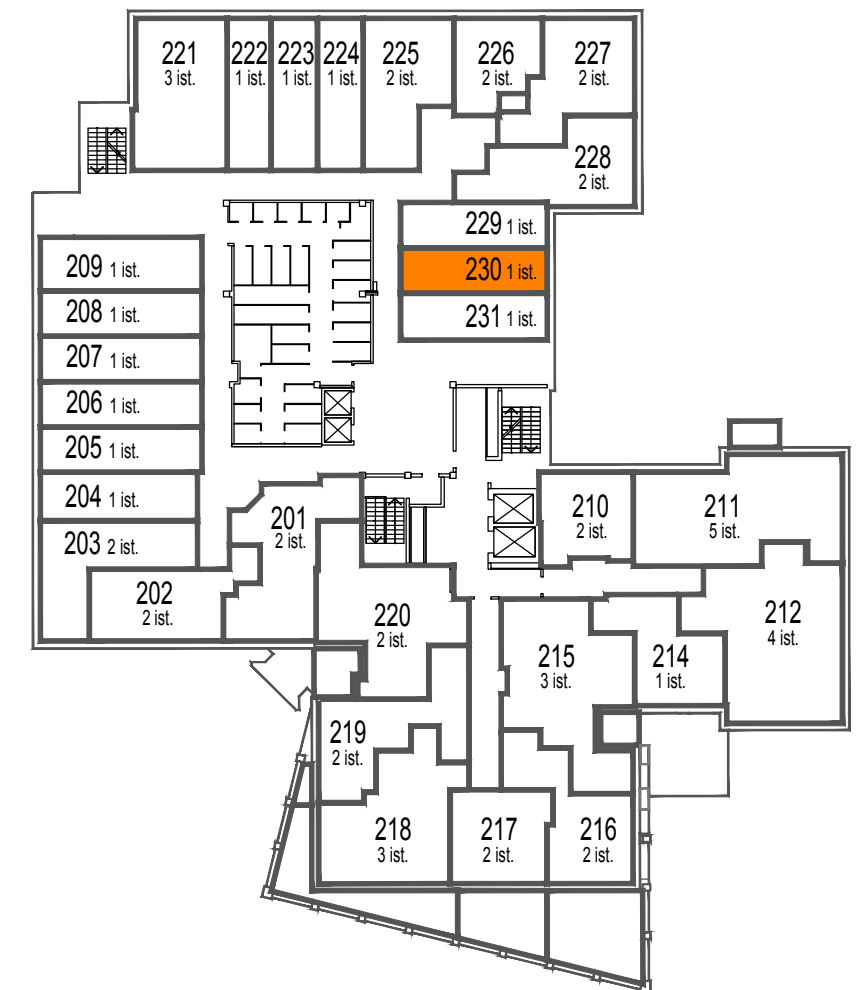 221
3 ist.
222
1 ist.
223
1 ist.
224
1 ist.
225
2 ist.
226
2 ist.
227
2 ist.
228
2 ist.
229 1 ist.
230 1 ist.
231 1 ist.
209 1 ist.
208 1 ist.
207 1 ist.
206 1 ist.
205 1 ist.
204 1 ist.
203 2 ist.
202
2 ist.
201
2 ist.
210
2 ist.
211
5 ist.
212
4 ist.
220
2 ist.
215
3 ist.
214
1 ist.
219
2 ist.
218
3 ist.
217
2 ist.
216
2 ist.